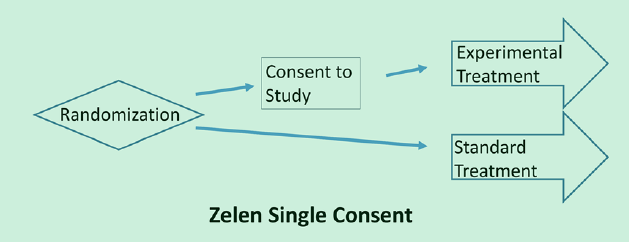 Randomization
Consent to
Study
Experimental
Treatment
Standard
Treatment
Zelen Single Consent